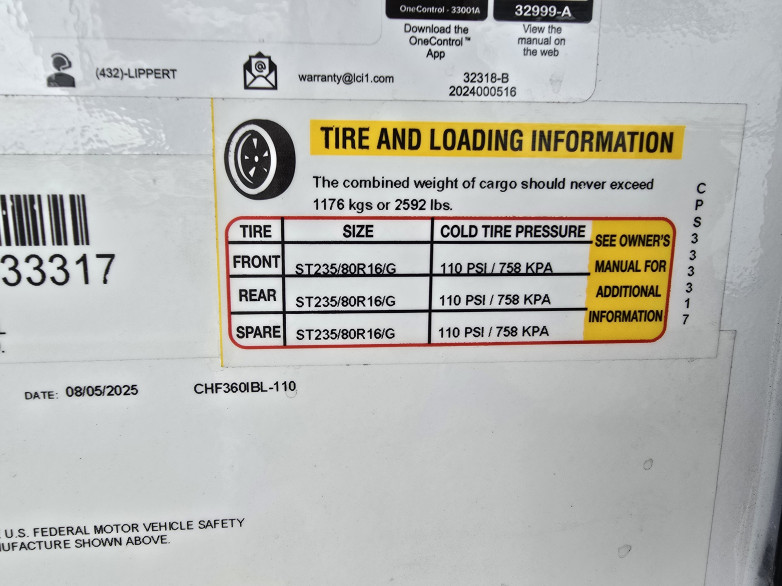 OneControl - 33001A
32999-A
Download the
OneControl™
App
View the
manual on
the web
(432)-LIPPERT
warranty@lci1.com
32318-B
2024000516
TIRE AND LOADING INFORMATION
The combined weight of cargo should never exceed
1176 kgs or 2592 lbs.
TIRE SIZE COLD TIRE PRESSURE
FRONT ST235/80R16/G 110 PSI / 758 KPA
REAR ST235/80R16/G 110 PSI / 758 KPA
SPARE ST235/80R16/G 110 PSI / 758 KPA
SEE OWNER'S
MANUAL FOR
ADDITIONAL
INFORMATION
CPS333317
33317
DATE: 08/05/2025 CHF360IBL-110
U.S. FEDERAL MOTOR VEHICLE SAFETY
UFACTURE SHOWN ABOVE.